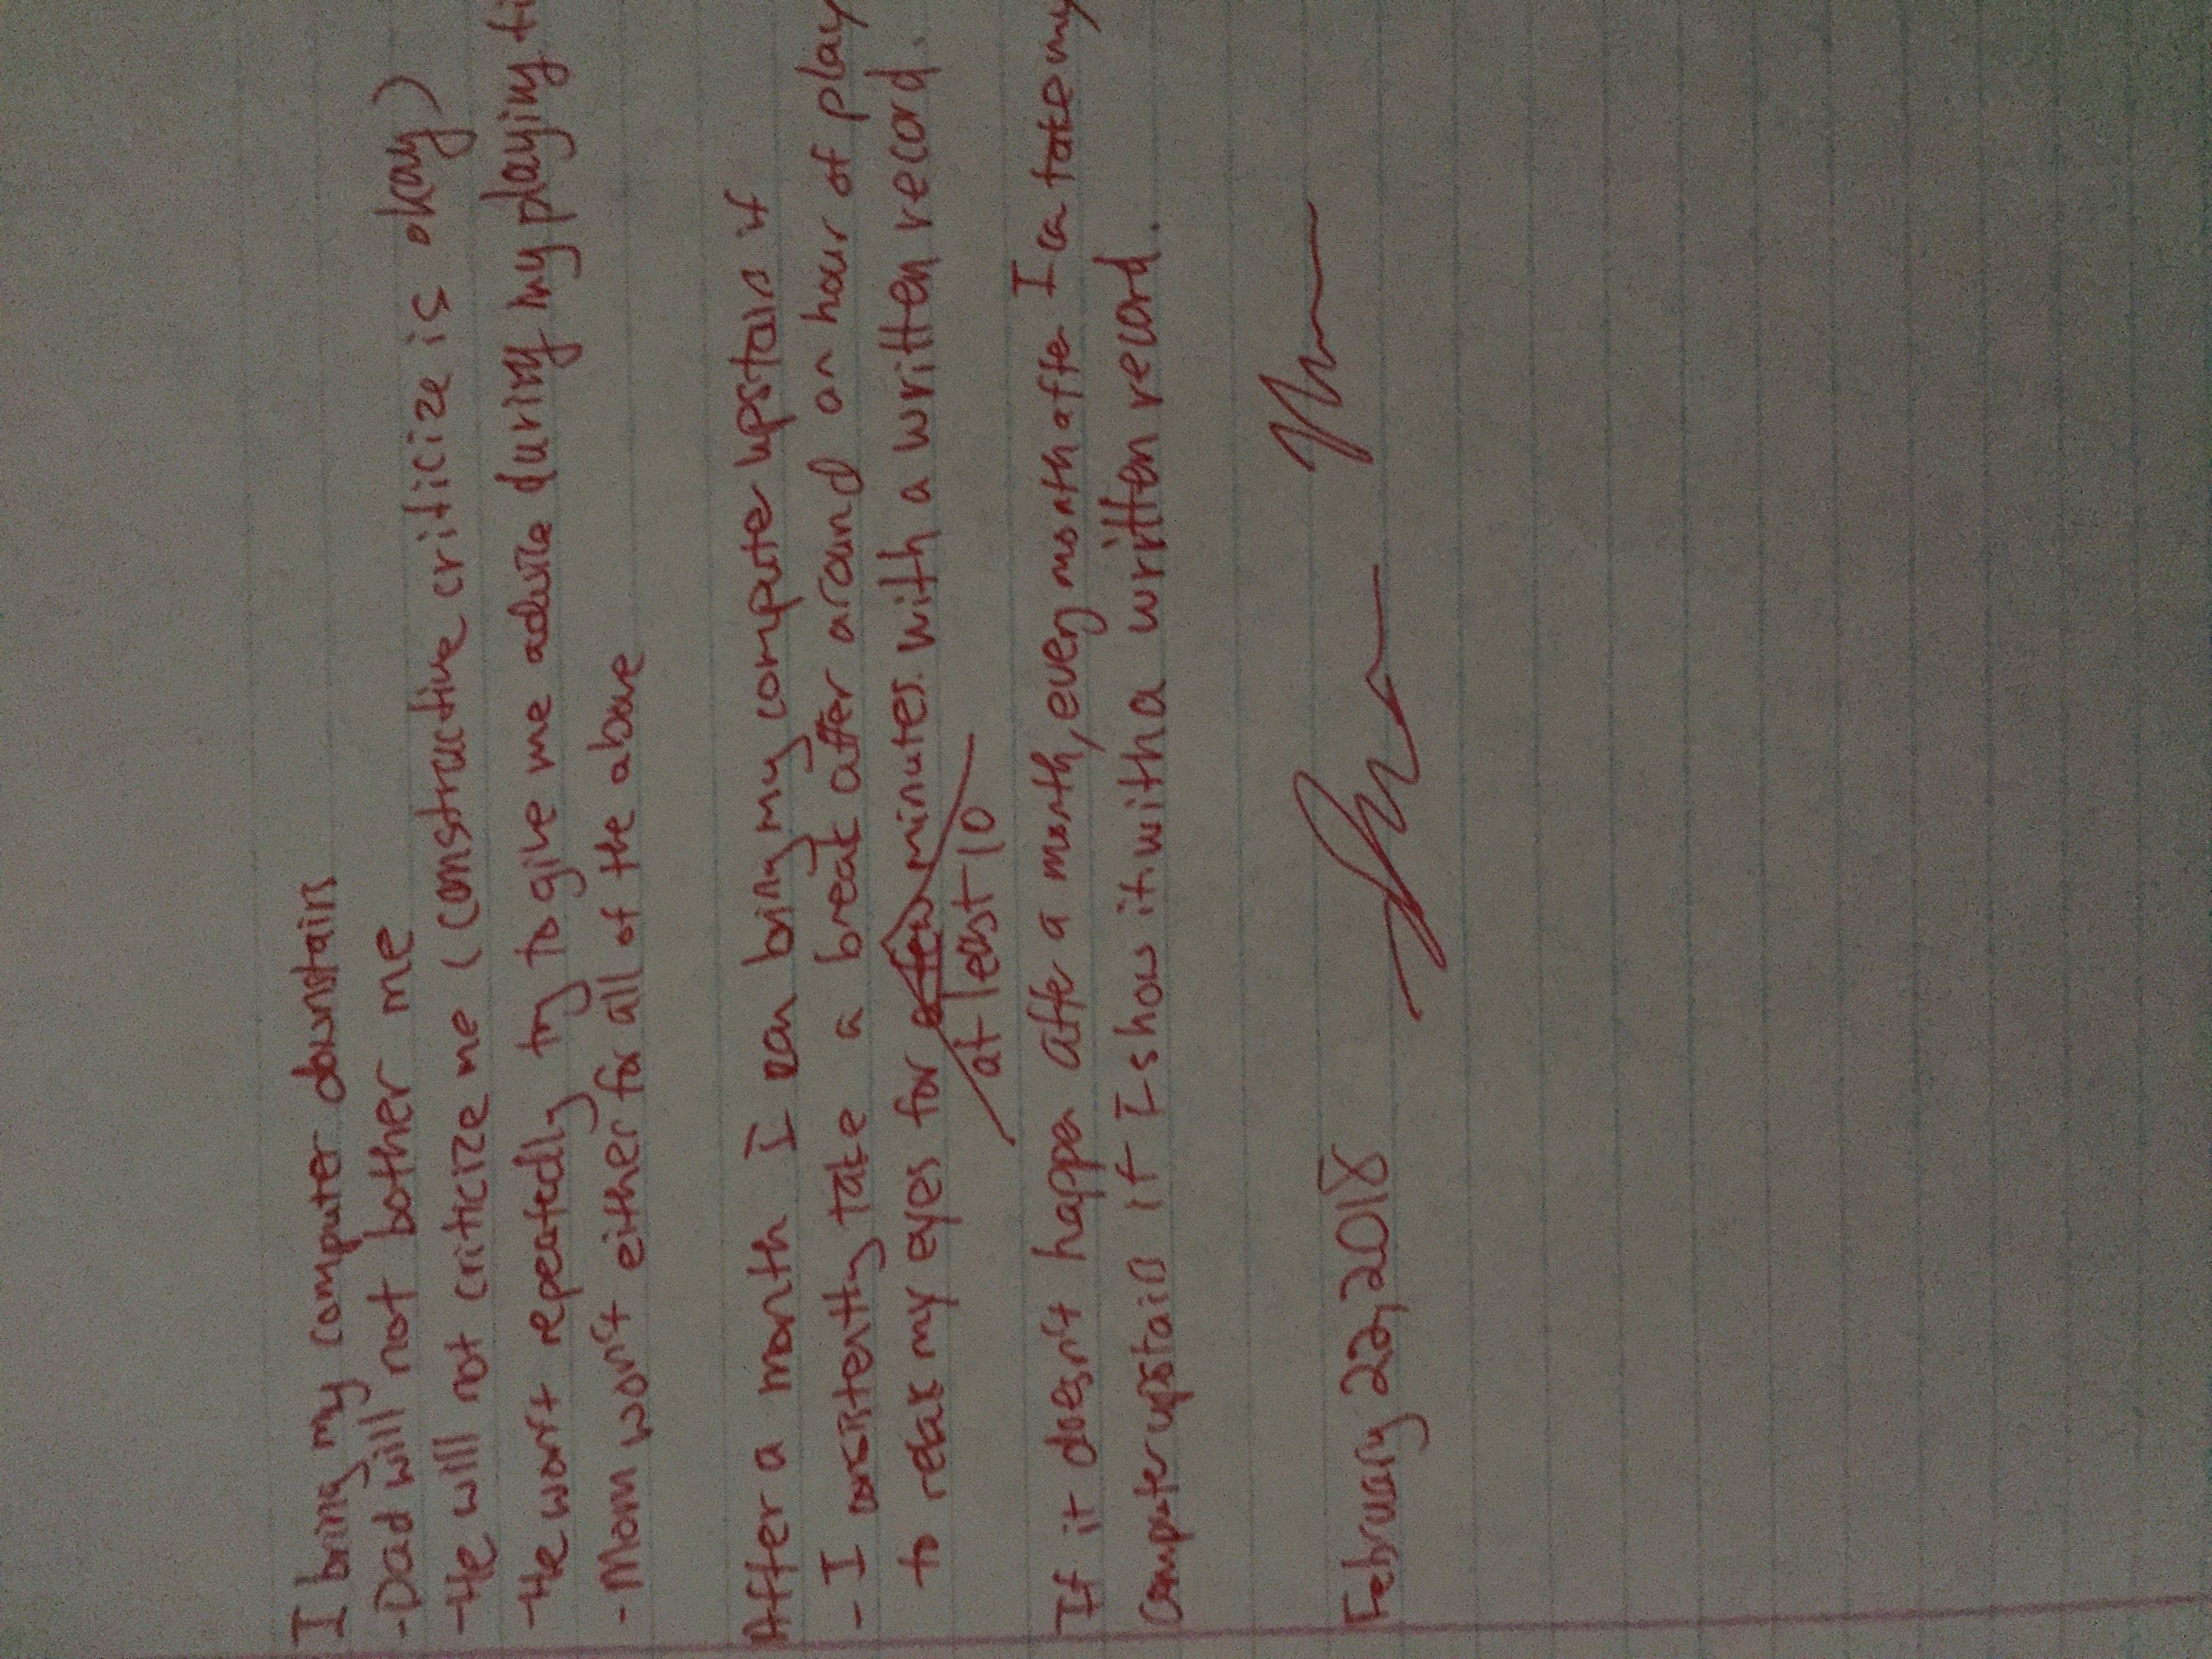 I bring my computer downstairs
-Dad will not bother me
-He will not criticize me (constructive criticize is okay)
-He won't repeatedly try to give me advice during my playing ti
-Mom won't either for all of the above
After a month I can bring my computer upstairs if
-I consistently take a break after around an hour of play
to relax my eyes for a few minutes. with a written record.
at least 10
If it doesn't happen after a month, every month after I can take my
computer upstairs if I show it with a written record.
February 22, 2018